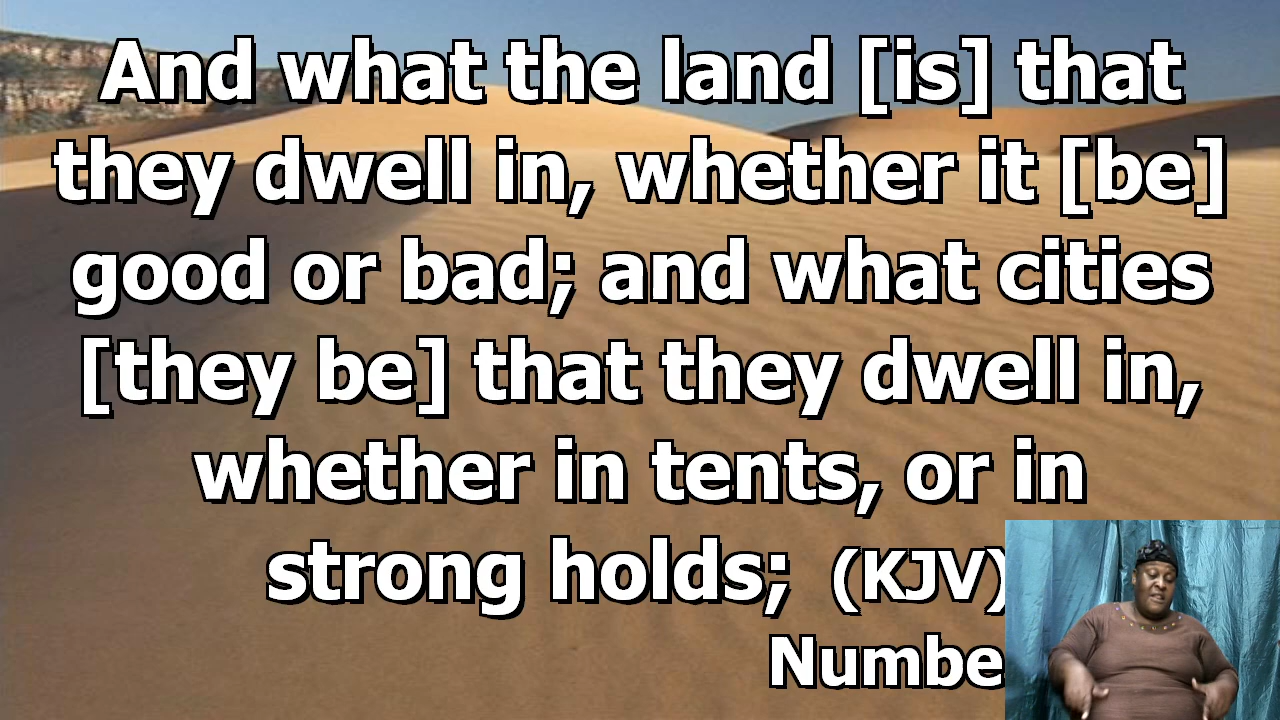 And what the land [is] that
they dwell in, whether it [be]
good or bad; and what cities
[they be] that they dwell in,
whether in tents, or in
strong holds; (KJV)